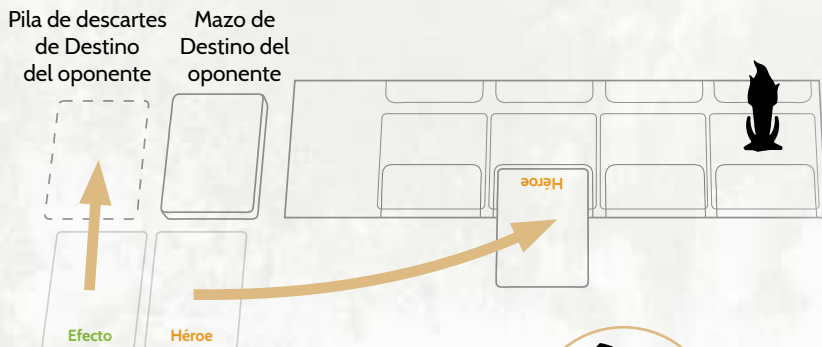 Pila de descartes
de Destino
del oponente
Mazo de
Destino del
oponente
Héroe
Efecto
Héroe